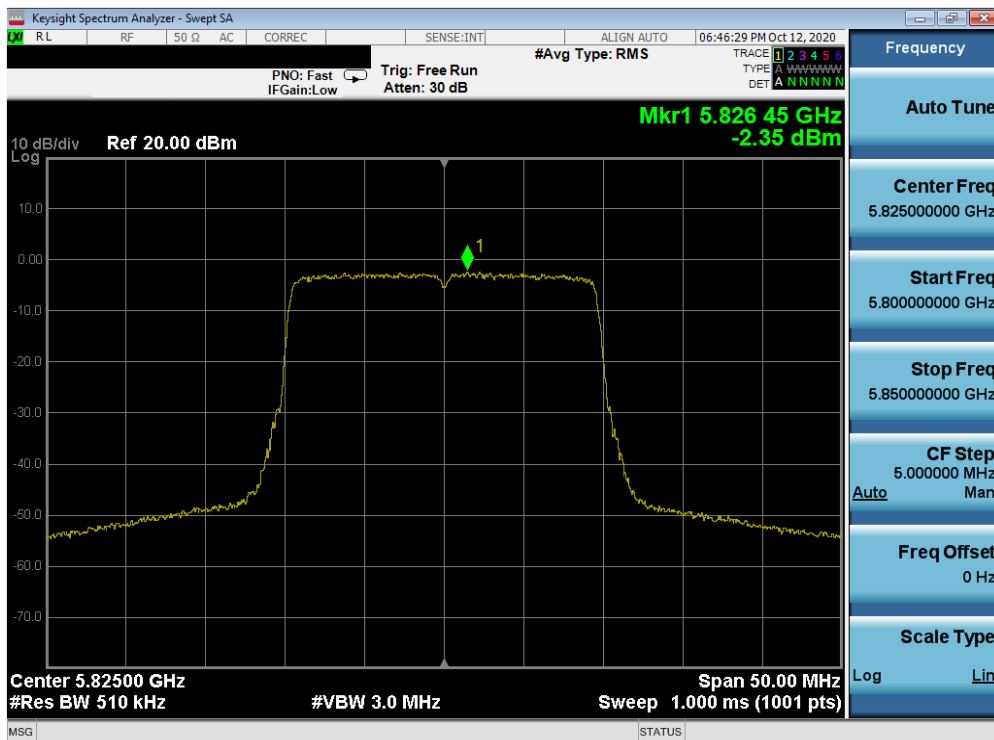 Keysight Spectrum Analyzer - Swept SA
LXI RL RF 50 Ω AC CORREC SENSE:INT ALIGN AUTO 06:46:29 PM Oct 12, 2020
#Avg Type: RMS TRACE 1 2 3 4 5 6
PNO: Fast Trig: Free Run TYPE A WWWWW
IFGain:Low Atten: 30 dB DET A N N N N N
Mkr1 5.826 45 GHz
-2.35 dBm
10 dB/div Ref 20.00 dBm
Log
10.0
0.00
-10.0
-20.0
-30.0
-40.0
-50.0
-60.0
-70.0
1
Center 5.82500 GHz Span 50.00 MHz
#Res BW 510 kHz #VBW 3.0 MHz Sweep 1.000 ms (1001 pts)
MSG STATUS
Frequency
Auto Tune
Center Freq
5.825000000 GHz
Start Freq
5.800000000 GHz
Stop Freq
5.850000000 GHz
CF Step
5.000000 MHz
Auto Man
Freq Offset
0 Hz
Scale Type
Log Lin